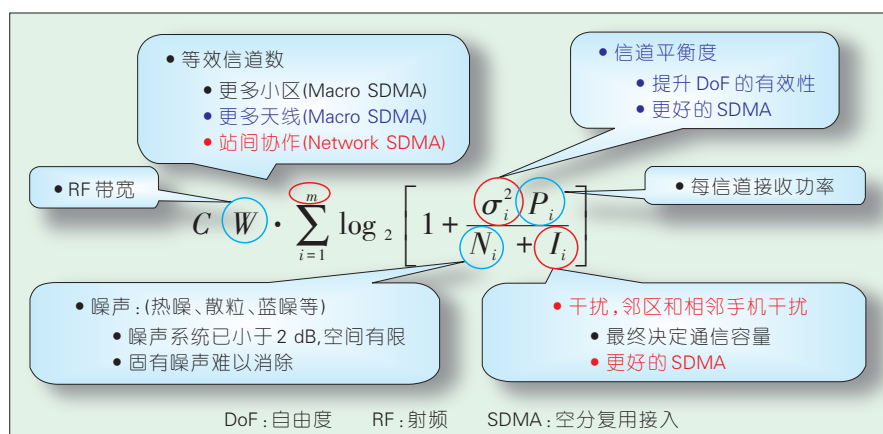 • 等效信道数
• 更多小区(Macro SDMA)
• 更多天线(Macro SDMA)
• 站间协作(Network SDMA)
• 信道平衡度
• 提升 DoF 的有效性
• 更好的 SDMA
• RF 带宽
• 每信道接收功率
C W · ∑_{i=1}^{m} log₂ [1 + σ_i^2 P_i / (N_i + I_i)]
• 噪声:(热噪、散粒、蓝噪等)
• 噪声系统已小于 2 dB,空间有限
• 固有噪声难以消除
• 干扰,邻区和相邻手机干扰
• 最终决定通信容量
• 更好的 SDMA
DoF:自由度 RF:射频 SDMA:空分复用接入